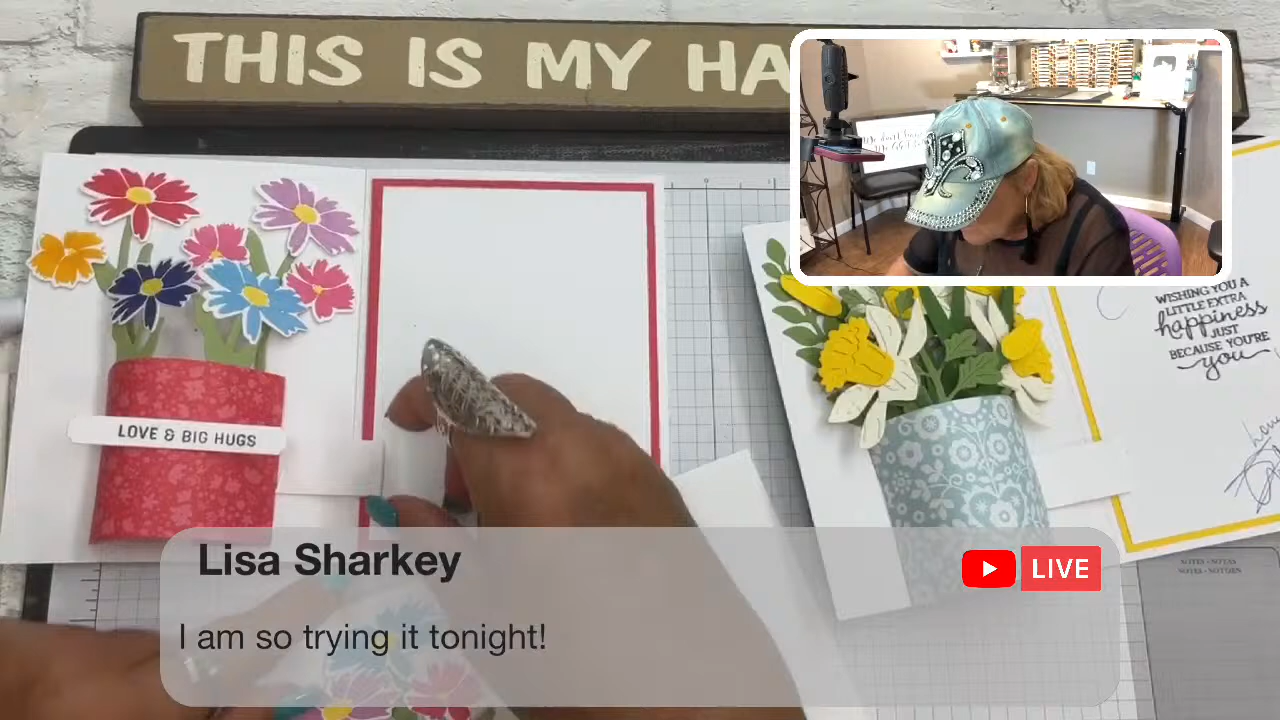 THIS IS MY HA
WISHING YOU A
LITTLE EXTRA
happiness
JUST
BECAUSE YOU'RE
you
LOVE & BIG HUGS
Lisa Sharkey
LIVE
I am so trying it tonight!